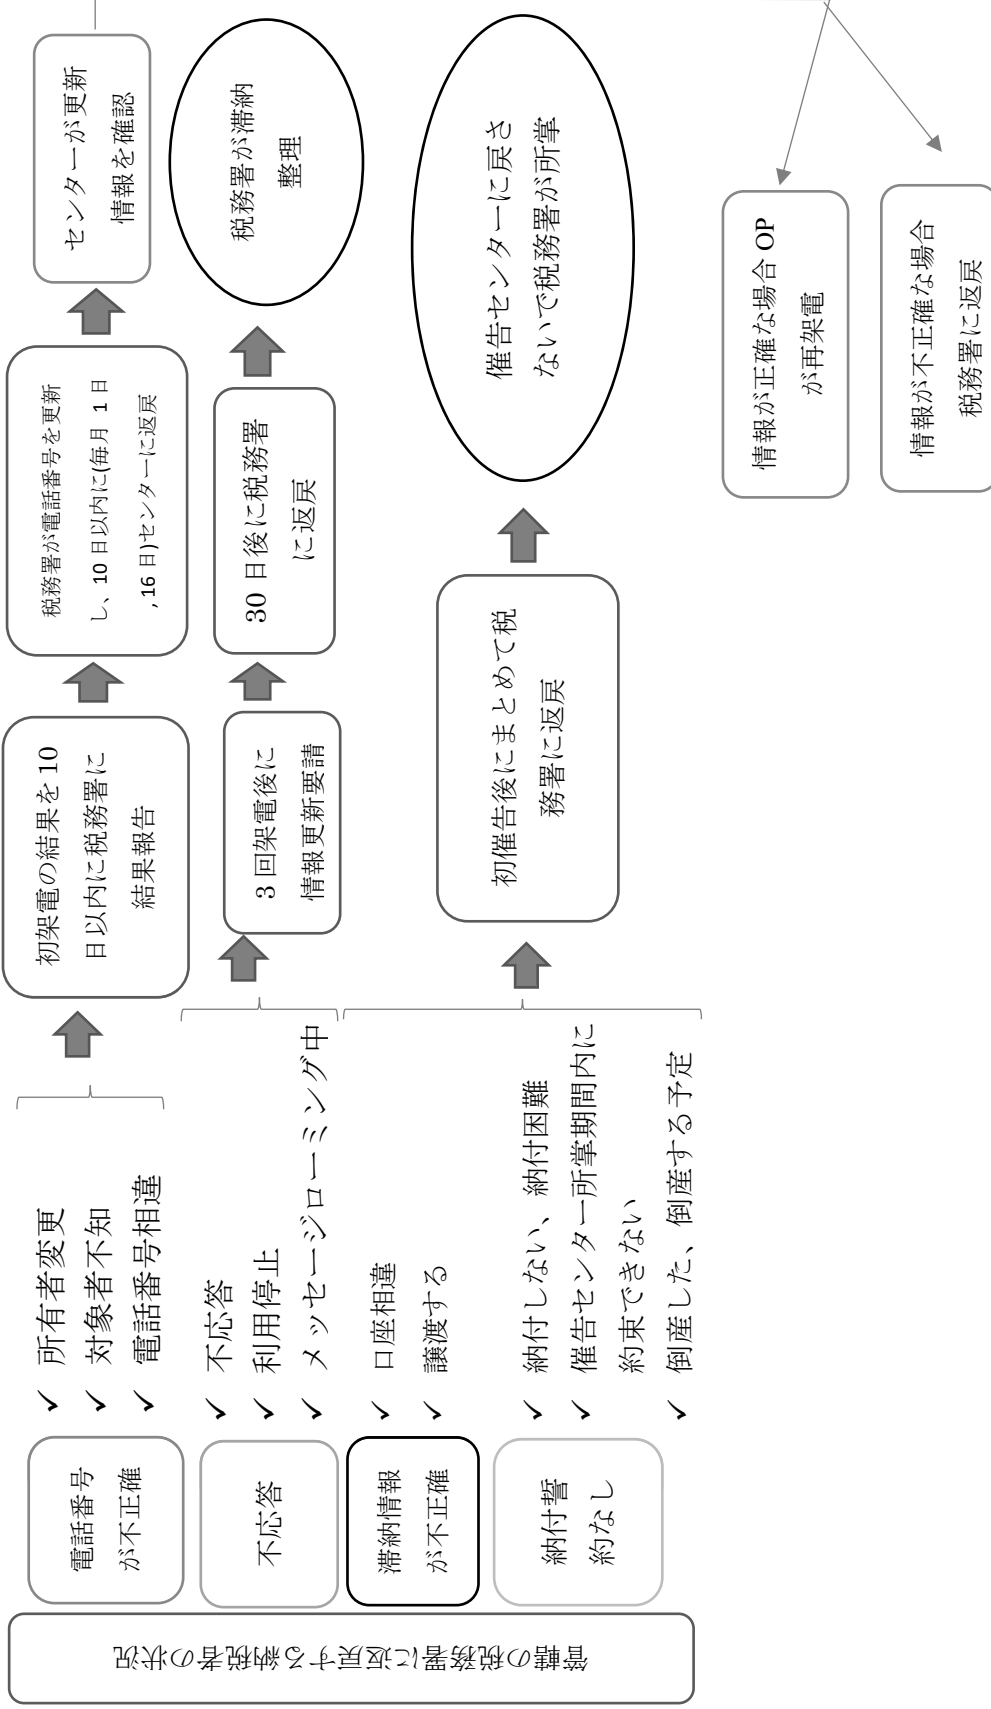 管轄の税務署に返戻する納税者の状況
電話番号
が不正確
✓ 所有者変更
✓ 対象者不知
✓ 電話番号相違
初架電の結果を 10
日以内に税務署に
結果報告
税務署が電話番号を更新
し、10 日以内に(毎月 1 日
, 16 日)センターに返戻
センターが更新
情報を確認
不応答
✓ 不応答
✓ 利用停止
✓ メッセージローミング中
3 回架電後に
情報更新要請
30 日後に税務署
に返戻
税務署が滞納
整理
滞納情報
が不正確
✓ 口座相違
✓ 譲渡する
納付誓
約なし
✓ 納付しない、納付困難
✓ 催告センター所掌期間内に
約束できない
✓ 倒産した、倒産する予定
初催告後にまとめて税
務署に返戻
催告センターに戻さ
ないで税務署が所掌
情報が正確な場合 OP
が再架電
情報が不正確な場合
税務署に返戻